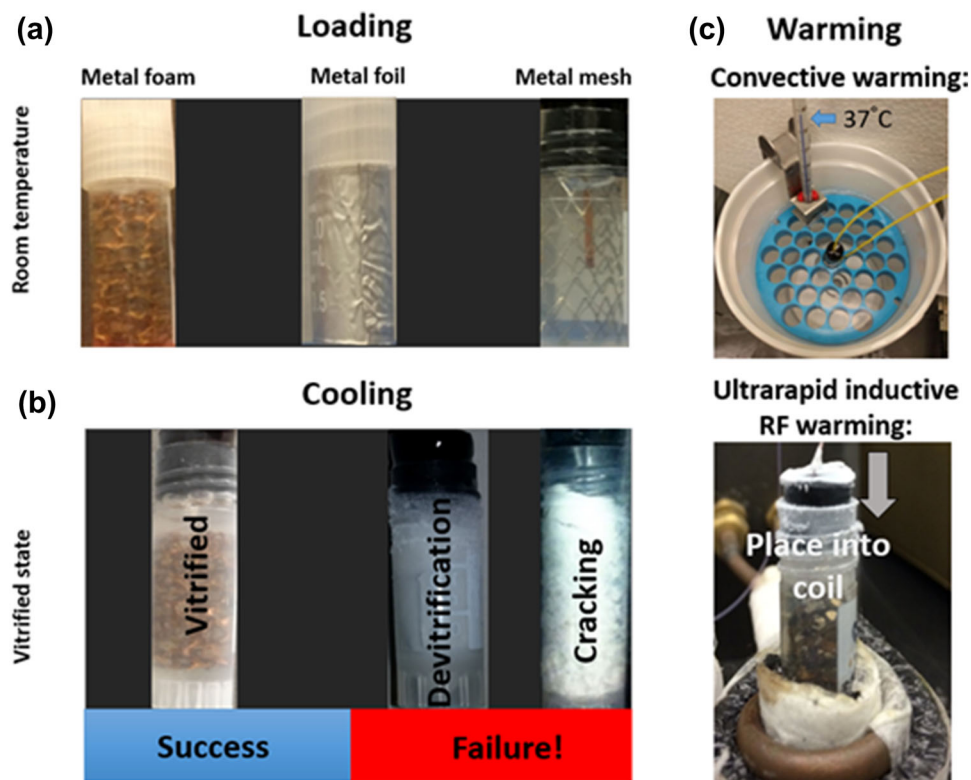 (a)
Loading
Metal foam
Metal foil
Metal mesh
Room temperature
(b)
Cooling
Vitrified state
Vitrified
Devitrification
Cracking
Success
Failure!
(c)
Warming
Convective warming:
37°C
Ultrarapid inductive
RF warming:
Place into
coil